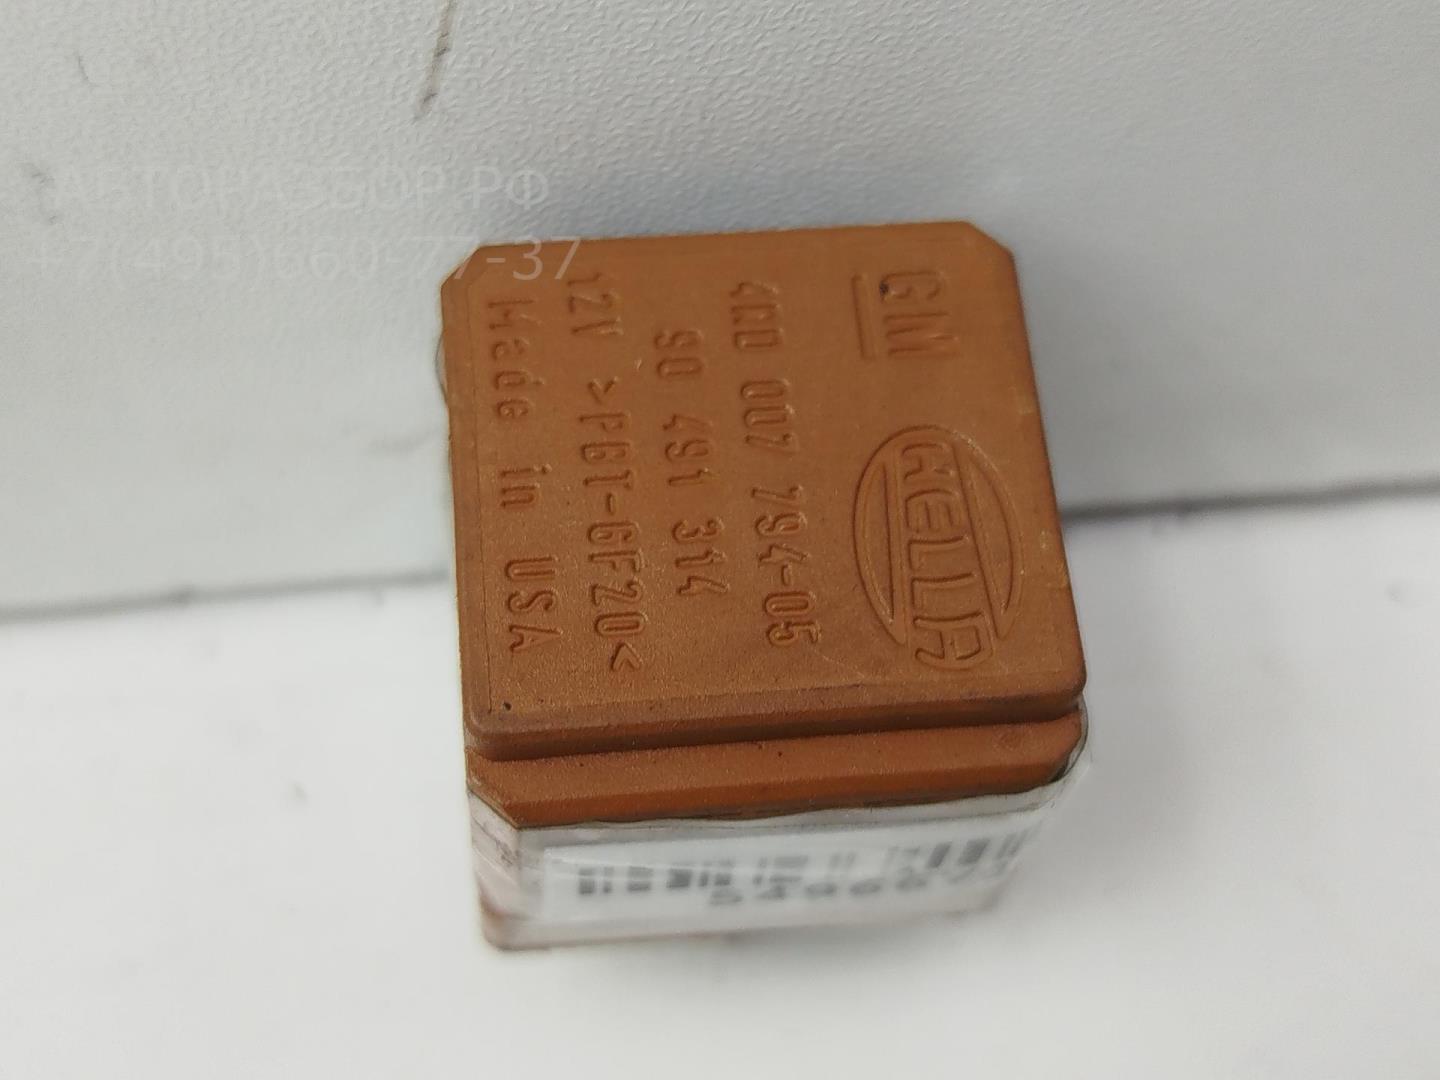 АВТОРАЗБОР РФ
+7(495)660-77-37
GM
HELLA
4RD 007 794-05
90 491 314
12V >PBT-GF20<
Made in USA